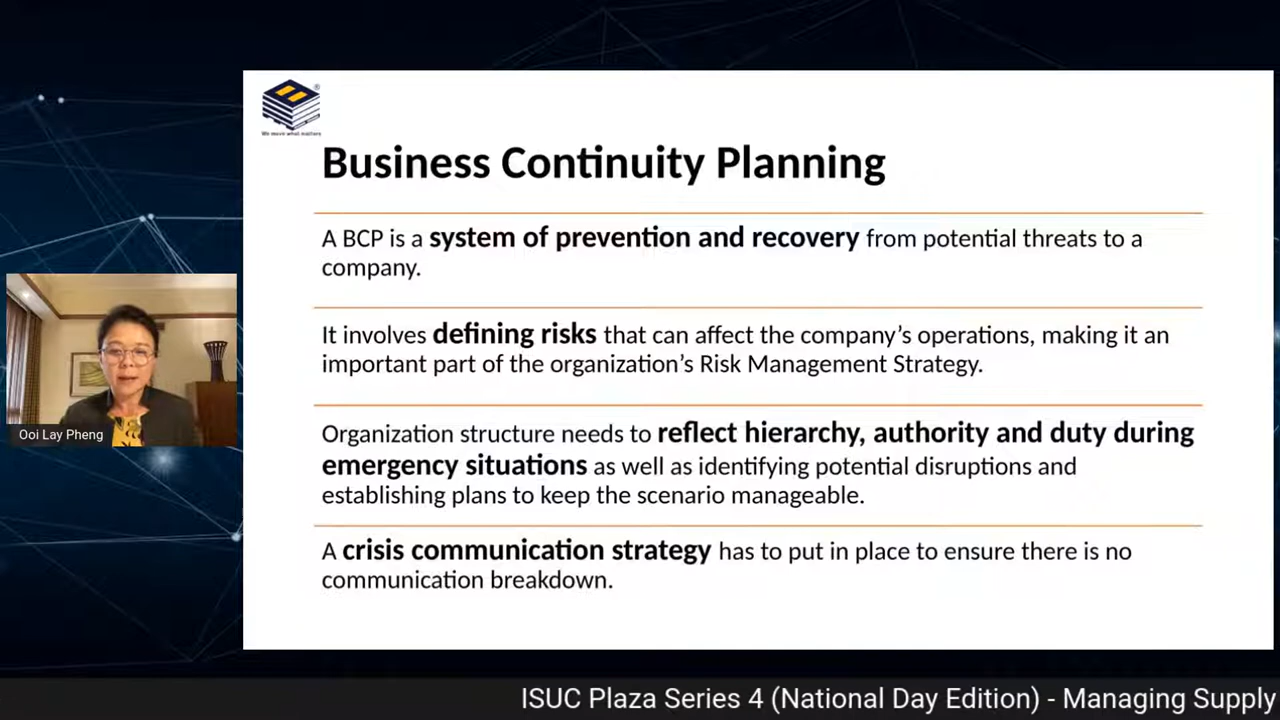 We move what matters
Business Continuity Planning
A BCP is a system of prevention and recovery from potential threats to a
company.
It involves defining risks that can affect the company’s operations, making it an
important part of the organization’s Risk Management Strategy.
Organization structure needs to reflect hierarchy, authority and duty during
emergency situations as well as identifying potential disruptions and
establishing plans to keep the scenario manageable.
A crisis communication strategy has to put in place to ensure there is no
communication breakdown.
Ooi Lay Pheng
ISUC Plaza Series 4 (National Day Edition) - Managing Supply